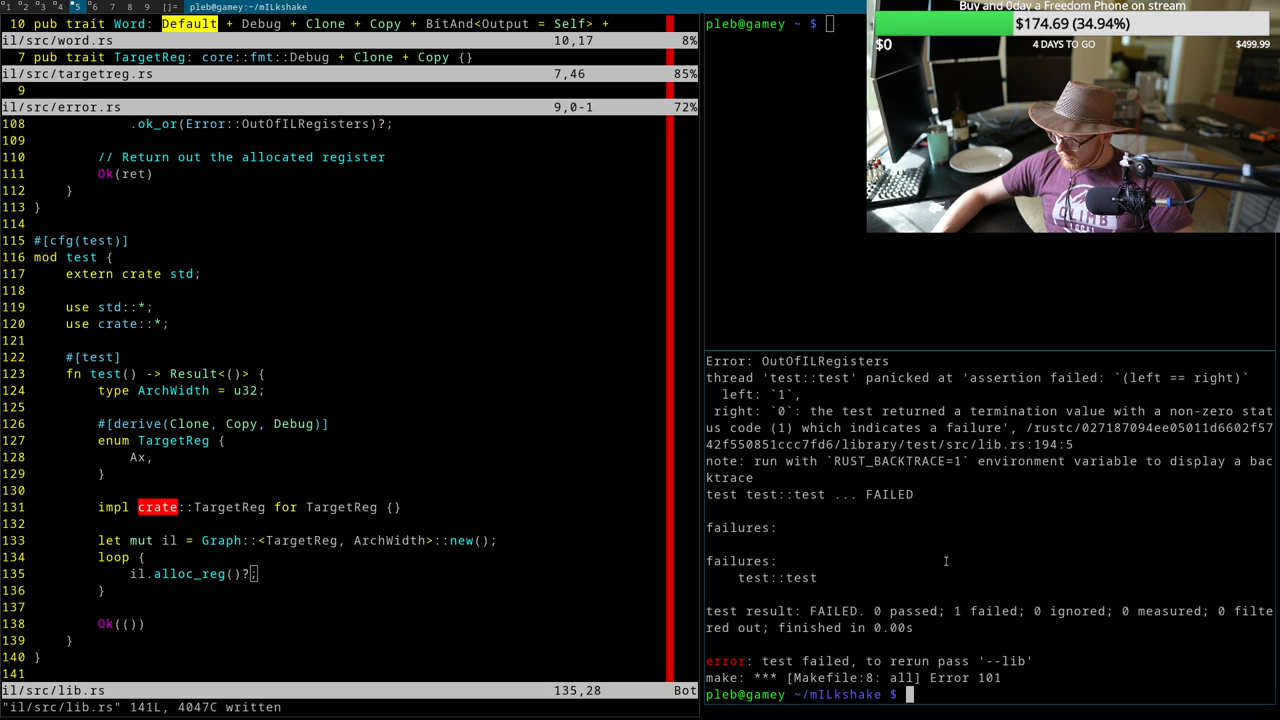 1 2 3 4 5 6 7 8 9 []= pleb@gamey:~/mILkshake
10 pub trait Word: Default + Debug + Clone + Copy + BitAnd<Output = Self> +
il/src/word.rs 10,17 8%
7 pub trait TargetReg: core::fmt::Debug + Clone + Copy {}
il/src/targetreg.rs 7,46 85%
9
il/src/error.rs 9,0-1 72%
108 .ok_or(Error::OutOfILRegisters)?;
109
110 // Return out the allocated register
111 Ok(ret)
112 }
113 }
114
115 #[cfg(test)]
116 mod test {
117 extern crate std;
118
119 use std::*;
120 use crate::*;
121
122 #[test]
123 fn test() -> Result<()> {
124 type ArchWidth = u32;
125
126 #[derive(Clone, Copy, Debug)]
127 enum TargetReg {
128 Ax,
129 }
130
131 impl crate::TargetReg for TargetReg {}
132
133 let mut il = Graph::<TargetReg, ArchWidth>::new();
134 loop {
135 il.alloc_reg()?;
136 }
137
138 Ok(())
139 }
140 }
141
il/src/lib.rs 135,28 Bot
"il/src/lib.rs" 141L, 4047C written
pleb@gamey ~ $
Buy and 0day a Freedom Phone on stream
$174.69 (34.94%)
$0 4 DAYS TO GO $499.99
CLIMB
Error: OutOfILRegisters
thread 'test::test' panicked at 'assertion failed: `(left == right)`
left: `1`,
right: `0`: the test returned a termination value with a non-zero stat
us code (1) which indicates a failure', /rustc/027187094ee05011d6602f57
42f550851ccc7fd6/library/test/src/lib.rs:194:5
note: run with `RUST_BACKTRACE=1` environment variable to display a bac
ktrace
test test::test ... FAILED
failures:
failures:
test::test
test result: FAILED. 0 passed; 1 failed; 0 ignored; 0 measured; 0 filte
red out; finished in 0.00s
error: test failed, to rerun pass '--lib'
make: *** [Makefile:8: all] Error 101
pleb@gamey ~/mILkshake $